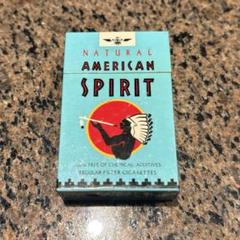 NATURAL
AMERICAN
SPIRIT
FREE OF CHEMICAL ADDITIVES
REGULAR FILTER CIGARETTES